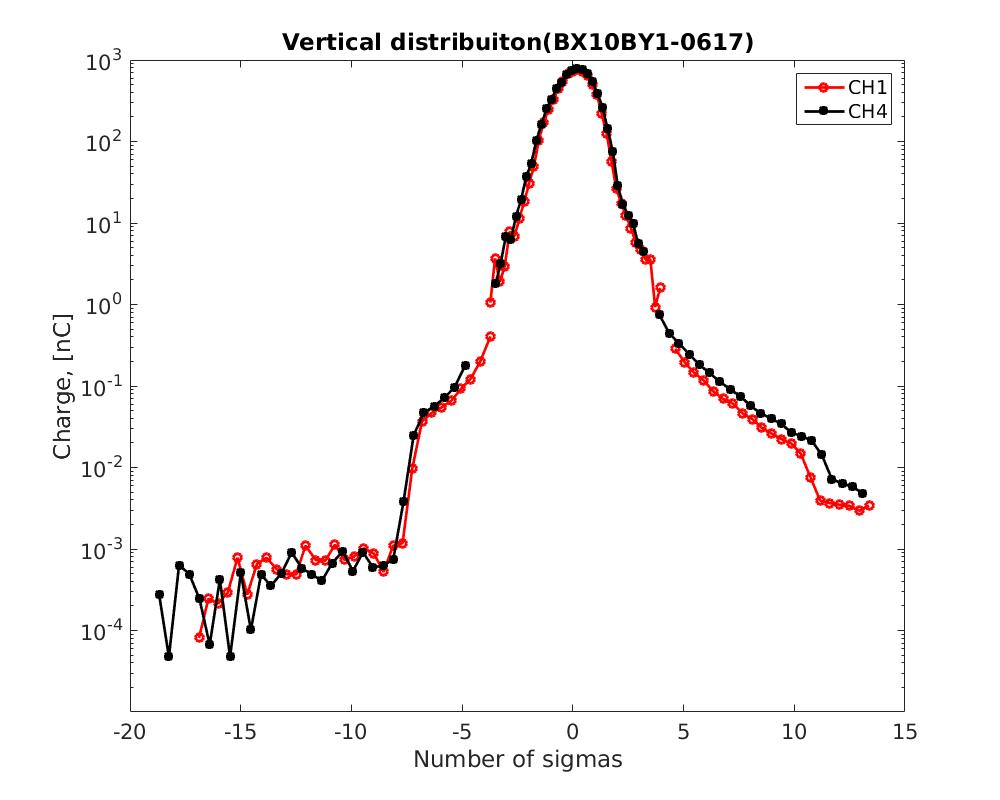 Vertical distribuiton(BX10BY1-0617)
CH1
CH4
10^3
10^2
10^1
10^0
10^-1
10^-2
10^-3
10^-4
Charge, [nC]
-20 -15 -10 -5 0 5 10 15
Number of sigmas